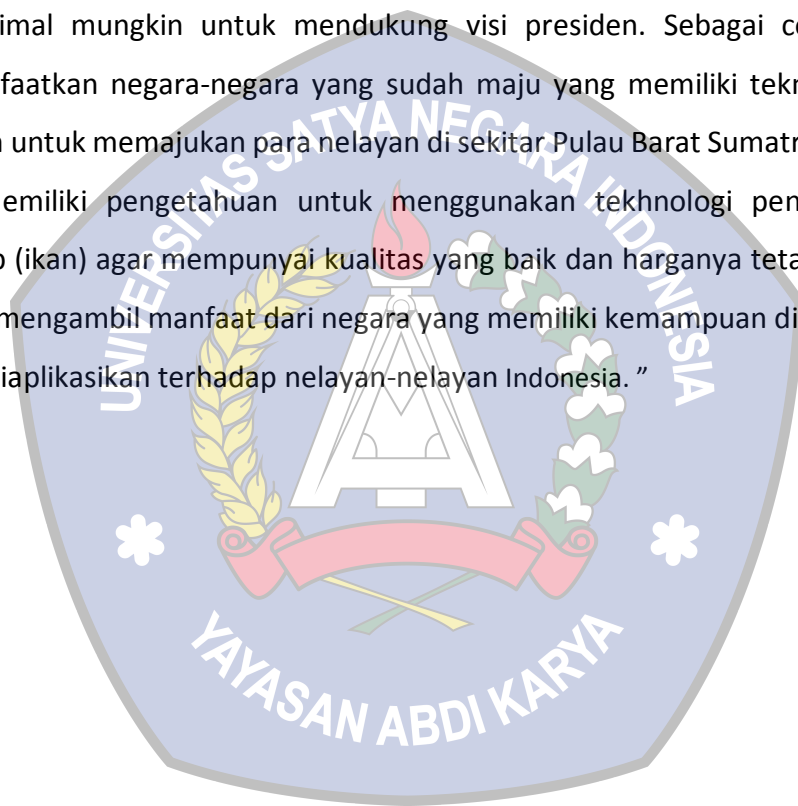 imal mungkin untuk mendukung visi presiden. Sebagai co
faatkan negara-negara yang sudah maju yang memiliki tekn
untuk memajukan para nelayan di sekitar Pulau Barat Sumatr
emiliki pengetahuan untuk menggunakan tekhnologi pen
(ikan) agar mempunyai kualitas yang baik dan harganya teta
mengambil manfaat dari negara yang memiliki kemampuan di
iaplikasikan terhadap nelayan-nelayan Indonesia. ”
UNIVERSITAS SATYA NEGARA INDONESIA
YAYASAN ABDI KARYA